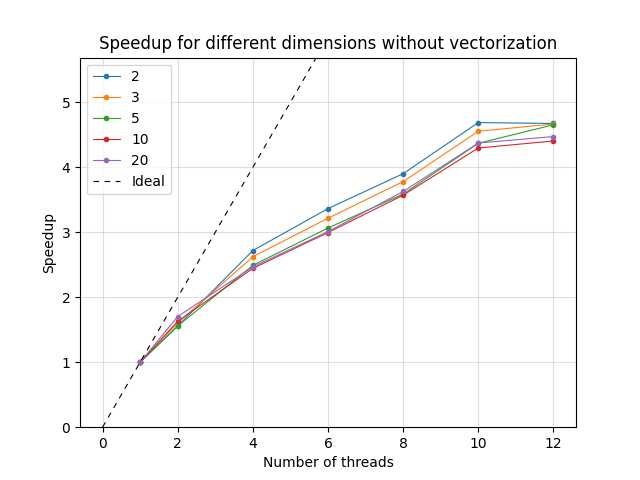 Speedup for different dimensions without vectorization
2
3
5
10
20
Ideal
5
4
3
2
1
0
Speedup
0 2 4 6 8 10 12
Number of threads